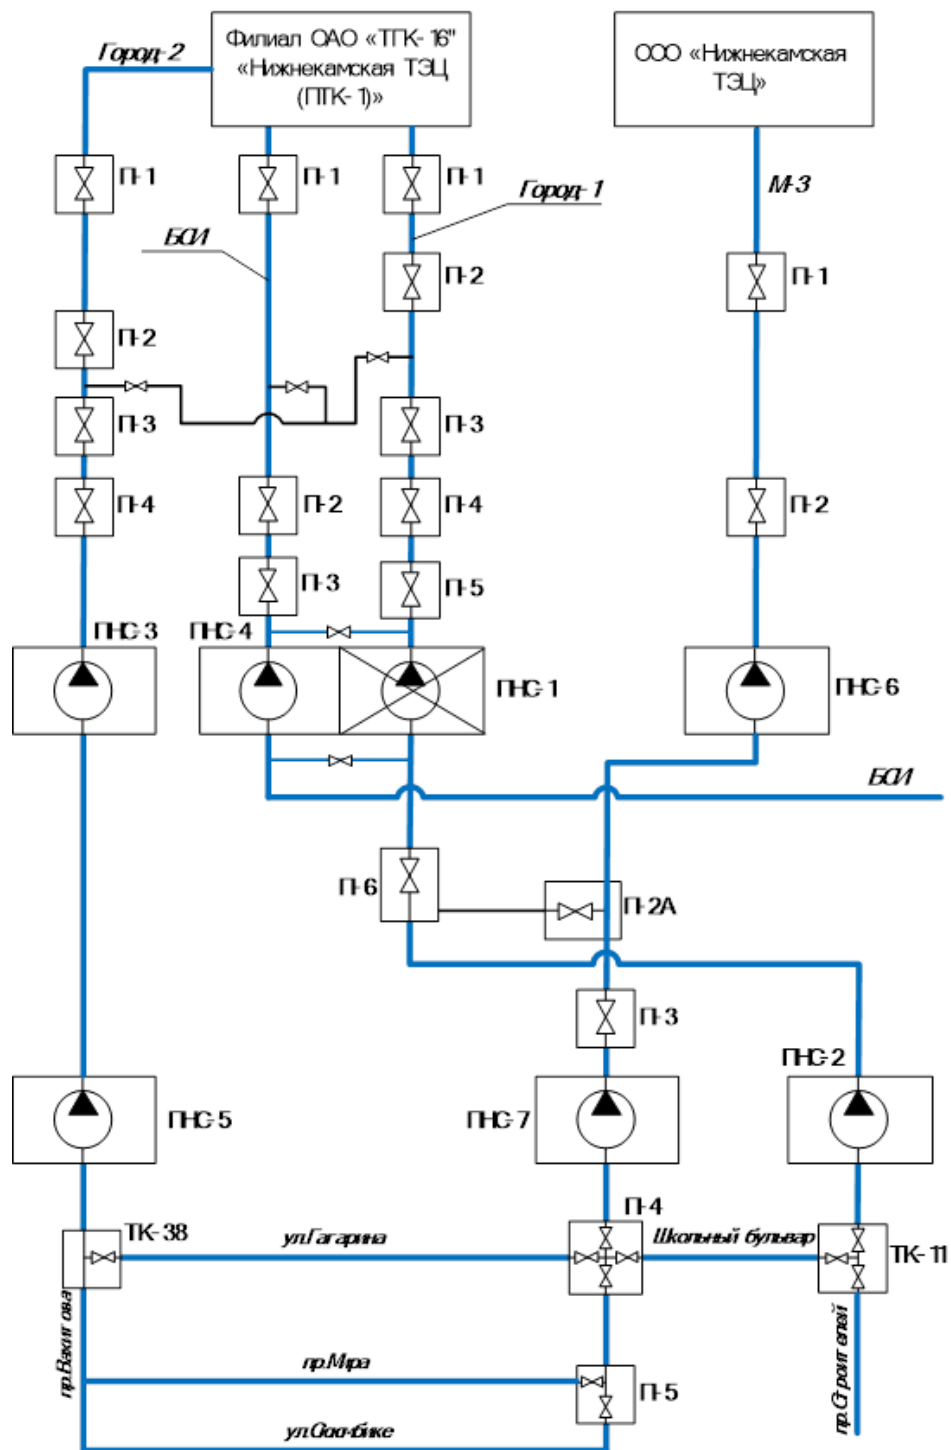 Город-2
Филиал ОАО «ТГК-16"
«Нижнекамская ТЭЦ
(ПТК-1)»
ООО «Нижнекамская
ТЭЦ»
П-1
П-1
П-1
М-3
Город-1
БСИ
П-2
П-1
П-2
П-3
П-3
П-4
П-2
П-4
П-2
П-3
П-5
ПНС-3
ПНС-4
ПНС-1
ПНС-6
БСИ
П-6
П-2А
П-3
ПНС-2
ПНС-5
ПНС-7
П-4
ТК-38
ул.Гагарина
Школьный бульвар
ТК-11
пр.Вахитова
пр.Мира
П-5
пр.Строителей
ул.Сююмбике